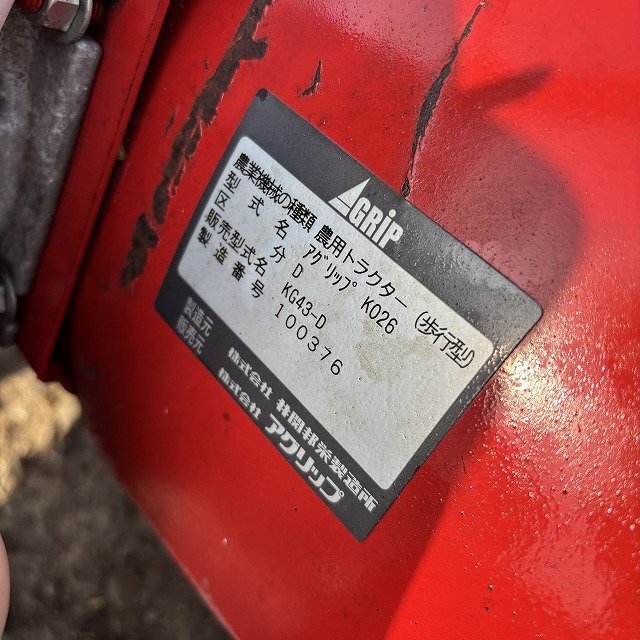 AGRiP
農業機械の種類 農用トラクター (歩行型)
型式名 アグリップ K026
区分 D
販売型式名 KG43-D
製造番号 100376
製造元 株式会社 井関邦栄製造所
販売元 株式会社 アグリップ